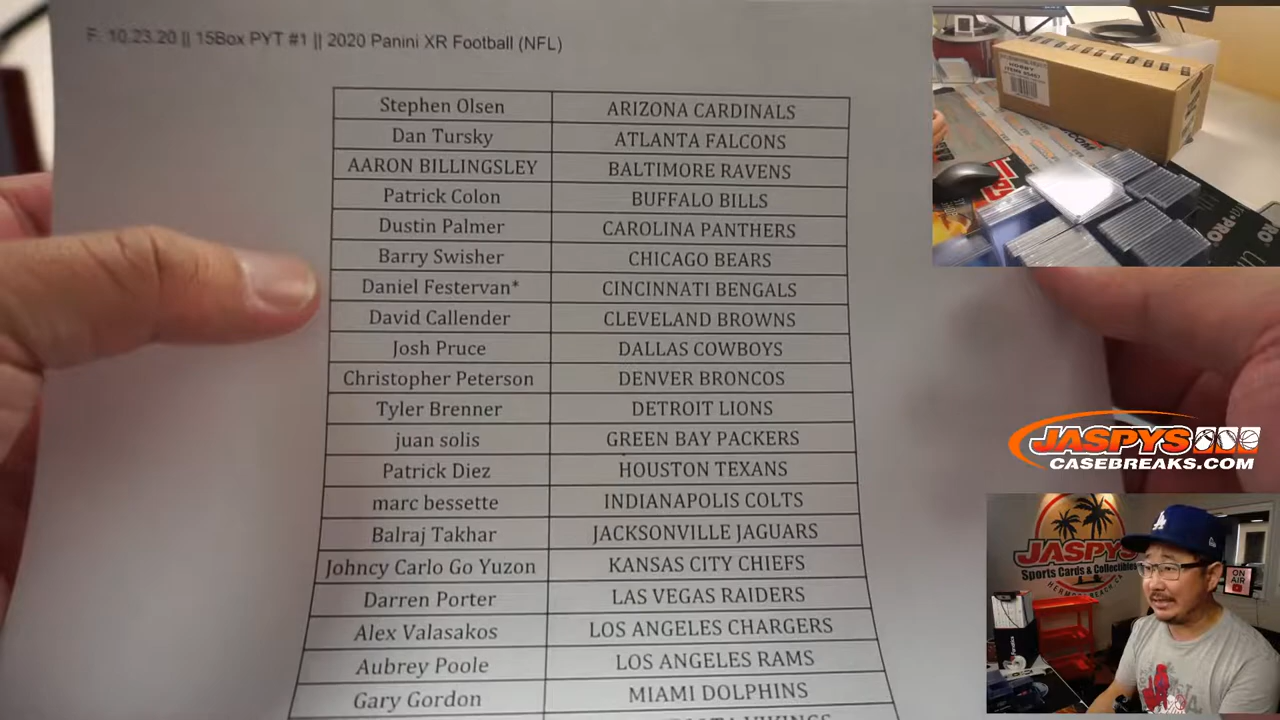 F. 10.23.20 || 15Box PYT #1 || 2020 Panini XR Football (NFL)
Stephen Olsen ARIZONA CARDINALS
Dan Tursky ATLANTA FALCONS
AARON BILLINGSLEY BALTIMORE RAVENS
Patrick Colon BUFFALO BILLS
Dustin Palmer CAROLINA PANTHERS
Barry Swisher CHICAGO BEARS
Daniel Festervan* CINCINNATI BENGALS
David Callender CLEVELAND BROWNS
Josh Pruce DALLAS COWBOYS
Christopher Peterson DENVER BRONCOS
Tyler Brenner DETROIT LIONS
juan solis GREEN BAY PACKERS
Patrick Diez HOUSTON TEXANS
marc bessette INDIANAPOLIS COLTS
Balraj Takhar JACKSONVILLE JAGUARS
Johncy Carlo Go Yuzon KANSAS CITY CHIEFS
Darren Porter LAS VEGAS RAIDERS
Alex Valasakos LOS ANGELES CHARGERS
Aubrey Poole LOS ANGELES RAMS
Gary Gordon MIAMI DOLPHINS
HOBBY
JASPYS
CASEBREAKS.COM
JASPYS
Sports Cards & Collectibles
HERMOSA BEACH, CA
LA
ON
AIR